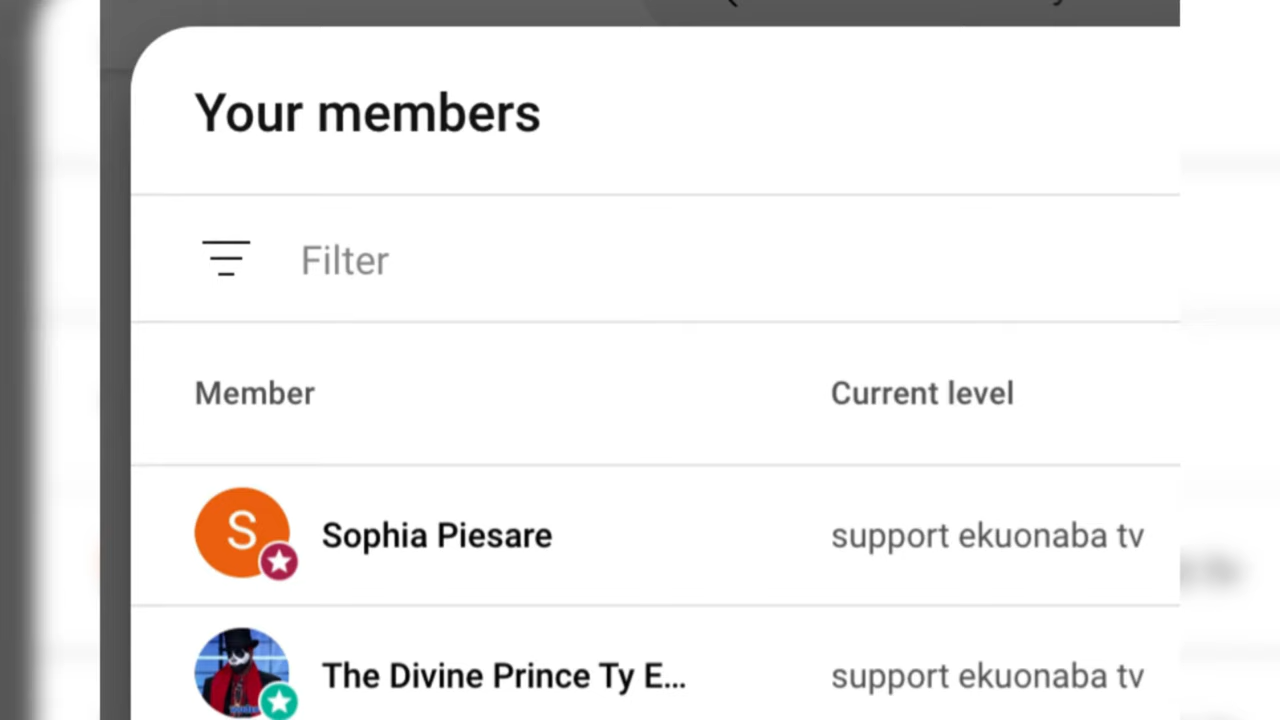 Your members
Filter
Member Current level
S Sophia Piesare support ekuonaba tv
The Divine Prince Ty E... support ekuonaba tv